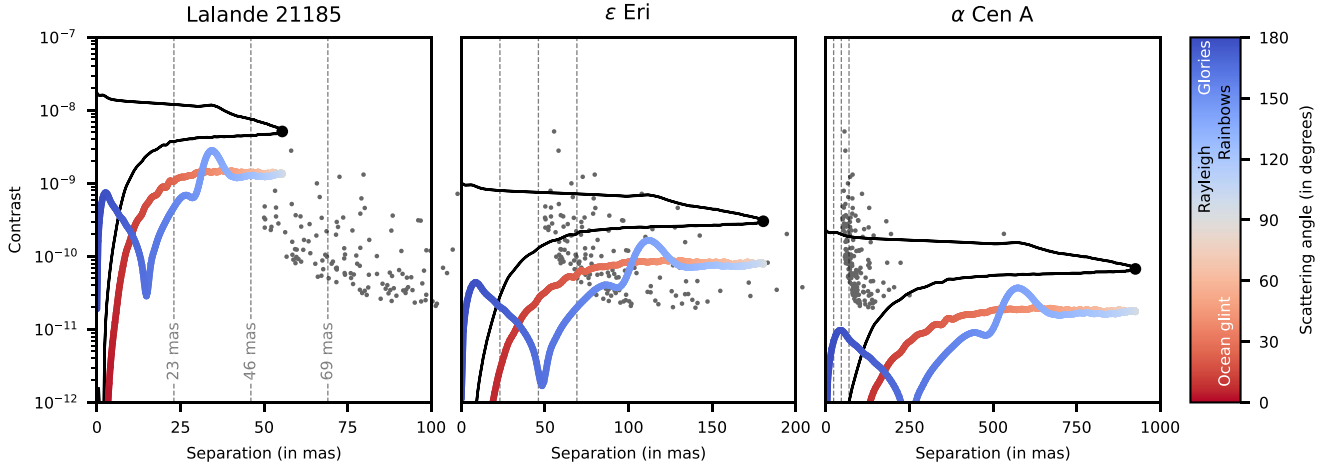 Lalande 21185
ε Eri
α Cen A
10⁻⁷
10⁻⁸
10⁻⁹
10⁻¹⁰
10⁻¹¹
10⁻¹²
Contrast
23 mas
46 mas
69 mas
0 25 50 75 100
0 50 100 150 200
0 250 500 750 1000
Separation (in mas)
Separation (in mas)
Separation (in mas)
Glories
Rainbows
Rayleigh
Ocean glint
180
150
120
90
60
30
0
Scattering angle (in degrees)